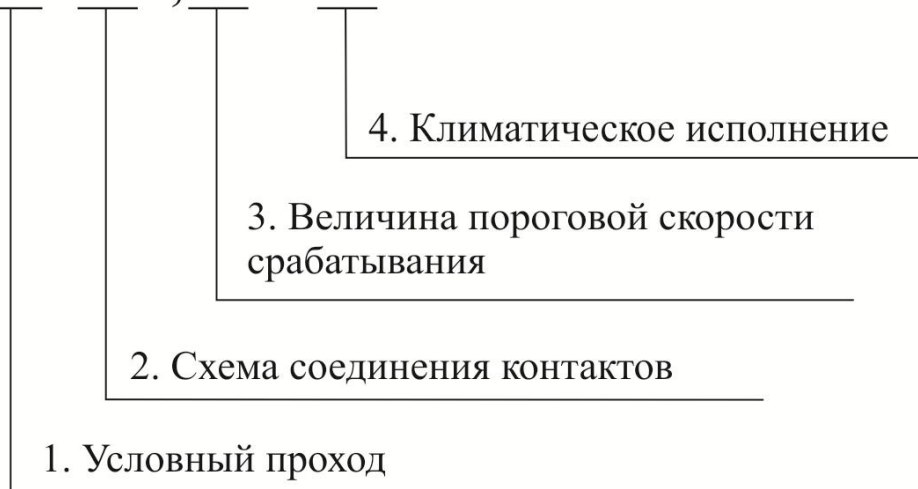 4. Климатическое исполнение
3. Величина пороговой скорости
срабатывания
2. Схема соединения контактов
1. Условный проход